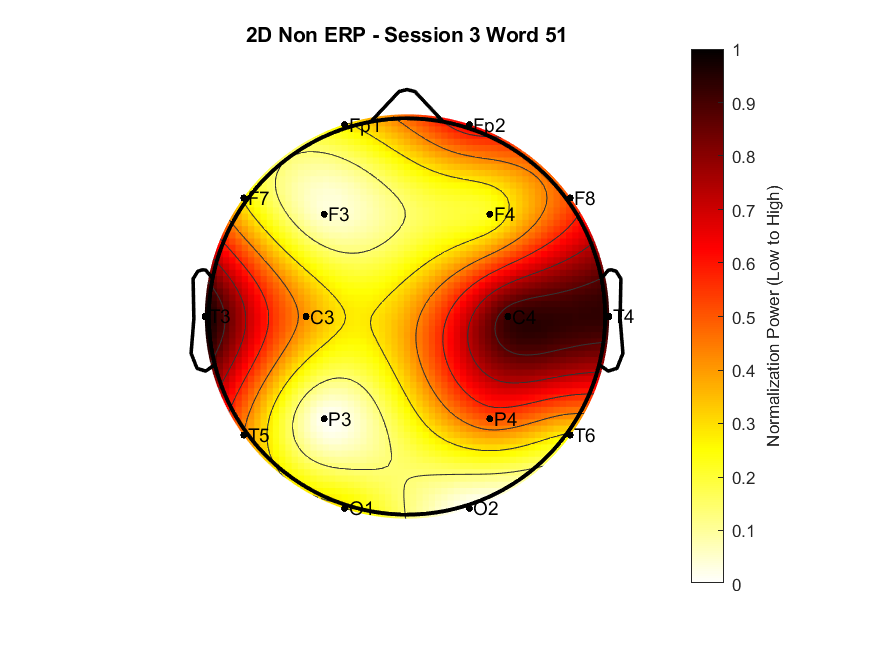 2D Non ERP - Session 3 Word 51
Fp1 Fp2
F7 F8
F3 F4
T3 C3 C4 T4
P3 P4
T5 T6
O1 O2
1
0.9
0.8
0.7
0.6
0.5
0.4
0.3
0.2
0.1
0
Normalization Power (Low to High)